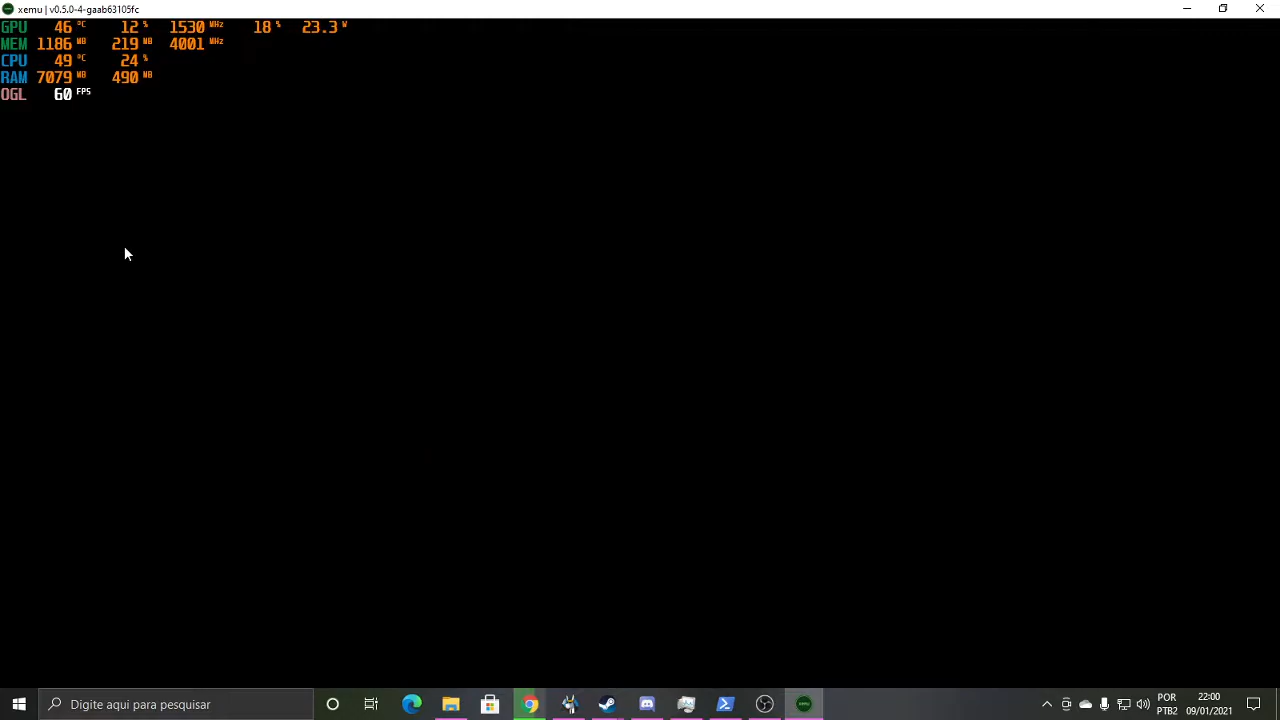 xemu | v0.5.0-4-gaab63105fc
GPU 46 °C 12 % 1530 MHz 18 % 23.3 W
MEM 1186 MB 219 MB 4001 MHz
CPU 49 °C 24 %
RAM 7079 MB 490 MB
OGL 60 FPS
Digite aqui para pesquisar
POR 22:00
PTB2 09/01/2021